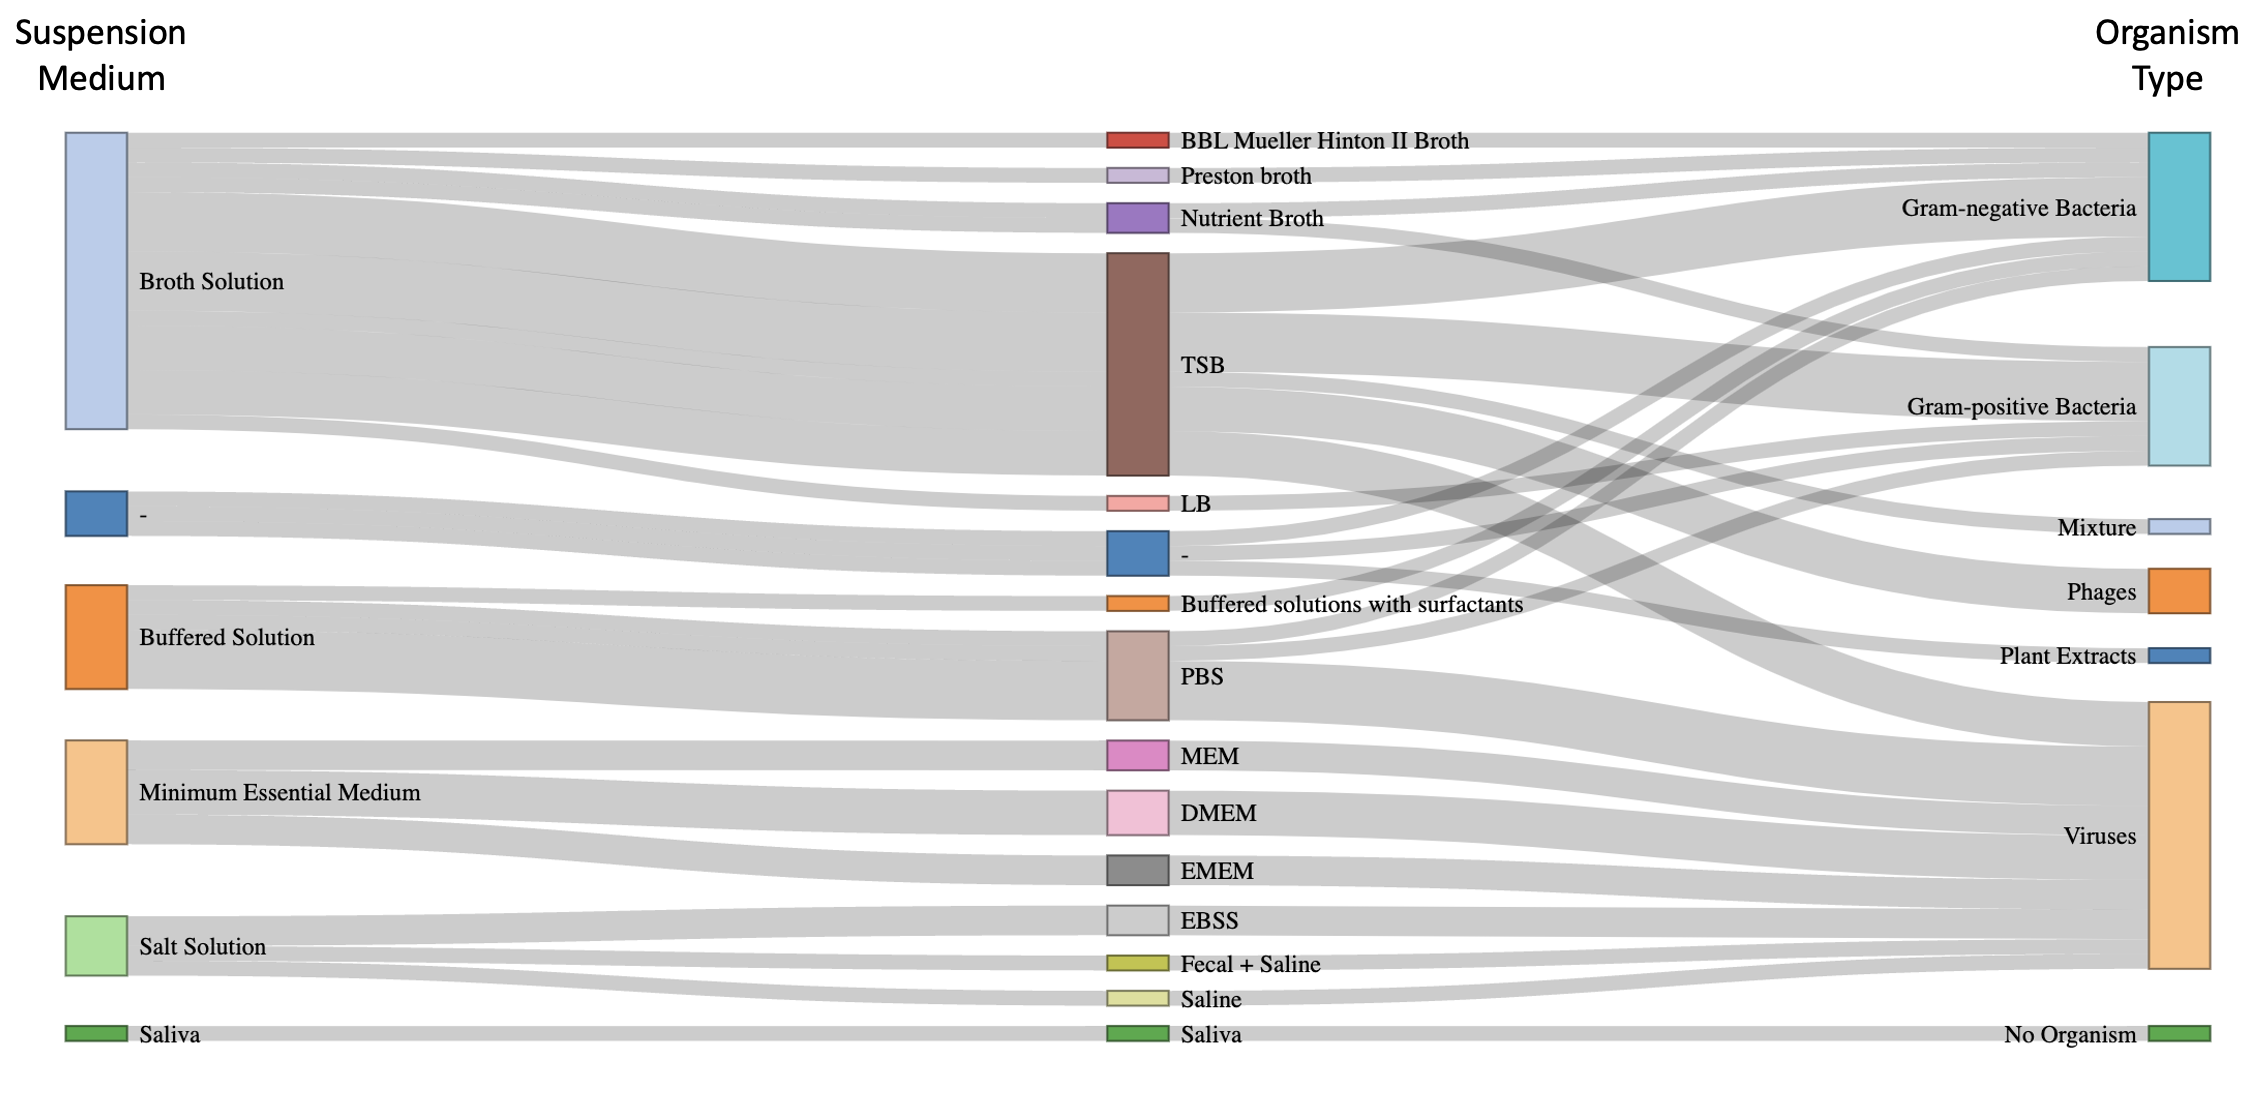 Suspension
Medium
Organism
Type
Broth Solution
-
Buffered Solution
Minimum Essential Medium
Salt Solution
Saliva
BBL Mueller Hinton II Broth
Preston broth
Nutrient Broth
TSB
LB
-
Buffered solutions with surfactants
PBS
MEM
DMEM
EMEM
EBSS
Fecal + Saline
Saline
Saliva
Gram-negative Bacteria
Gram-positive Bacteria
Mixture
Phages
Plant Extracts
Viruses
No Organism